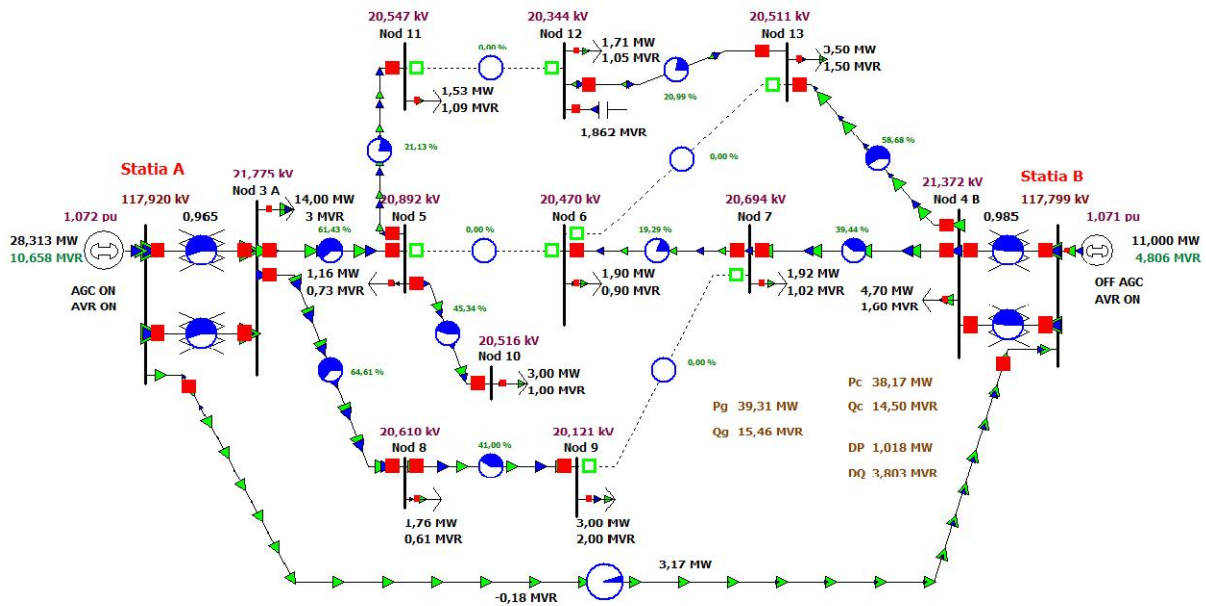 20,547 kV
Nod 11
0,00 %
20,344 kV
Nod 12
1,71 MW
1,05 MVR
20,99 %
20,511 kV
Nod 13
3,50 MW
1,50 MVR
1,53 MW
1,09 MVR
1,862 MVR
21,13 %
0,00 %
58,68 %
Statia A
117,920 kV
21,775 kV
Nod 3 A
14,00 MW
3 MVR
20,892 kV
Nod 5
20,470 kV
Nod 6
20,694 kV
Nod 7
21,372 kV
Nod 4 B
Statia B
117,799 kV
1,072 pu
0,965
61,43 %
0,00 %
19,29 %
39,44 %
0,985
1,071 pu
28,313 MW
10,658 MVR
AGC ON
AVR ON
11,000 MW
4,806 MVR
OFF AGC
AVR ON
1,16 MW
0,73 MVR
1,90 MW
0,90 MVR
1,92 MW
1,02 MVR
4,70 MW
1,60 MVR
45,34 %
20,516 kV
Nod 10
3,00 MW
1,00 MVR
64,61 %
0,00 %
Pg 39,31 MW
Qg 15,46 MVR
Pc 38,17 MW
Qc 14,50 MVR
DP 1,018 MW
DQ 3,803 MVR
20,610 kV
Nod 8
41,00 %
20,121 kV
Nod 9
1,76 MW
0,61 MVR
3,00 MW
2,00 MVR
3,17 MW
-0,18 MVR